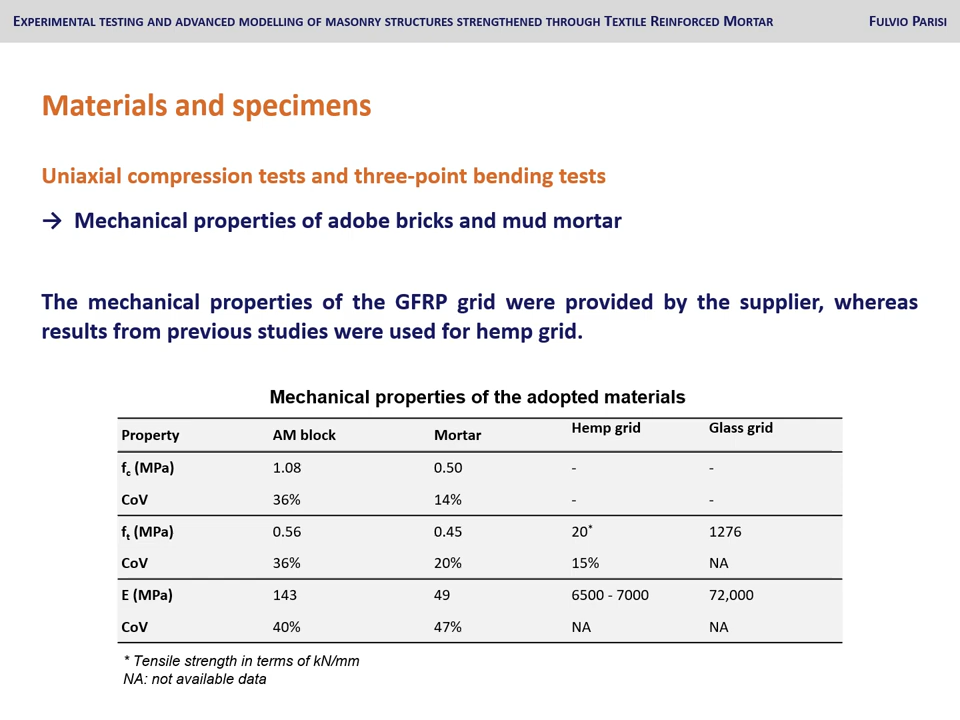 EXPERIMENTAL TESTING AND ADVANCED MODELLING OF MASONRY STRUCTURES STRENGTHENED THROUGH TEXTILE REINFORCED MORTAR FULVIO PARISI
Materials and specimens
Uniaxial compression tests and three-point bending tests
→ Mechanical properties of adobe bricks and mud mortar
The mechanical properties of the GFRP grid were provided by the supplier, whereas
results from previous studies were used for hemp grid.
Mechanical properties of the adopted materials
Property AM block Mortar Hemp grid Glass grid
fc (MPa) 1.08 0.50 - -
CoV 36% 14% - -
ft (MPa) 0.56 0.45 20* 1276
CoV 36% 20% 15% NA
E (MPa) 143 49 6500 - 7000 72,000
CoV 40% 47% NA NA
* Tensile strength in terms of kN/mm
NA: not available data